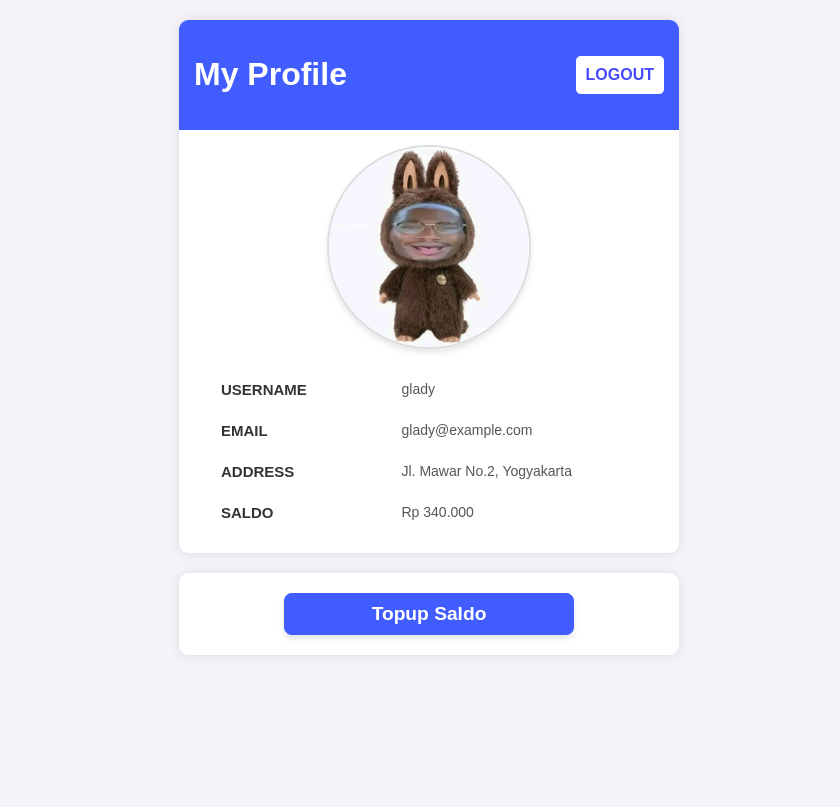 My Profile
LOGOUT
USERNAME glady
EMAIL glady@example.com
ADDRESS Jl. Mawar No.2, Yogyakarta
SALDO Rp 340.000
Topup Saldo